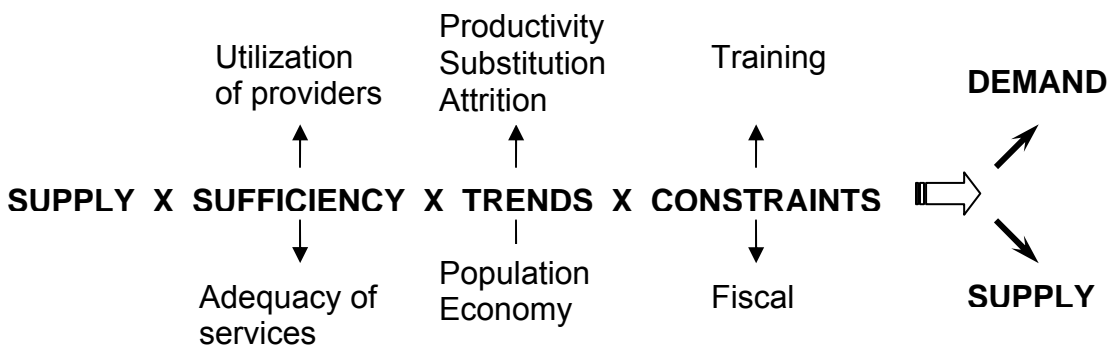 Utilization
of providers
Productivity
Substitution
Attrition
Training
DEMAND
SUPPLY X SUFFICIENCY X TRENDS X CONSTRAINTS
Adequacy of
services
Population
Economy
Fiscal
SUPPLY